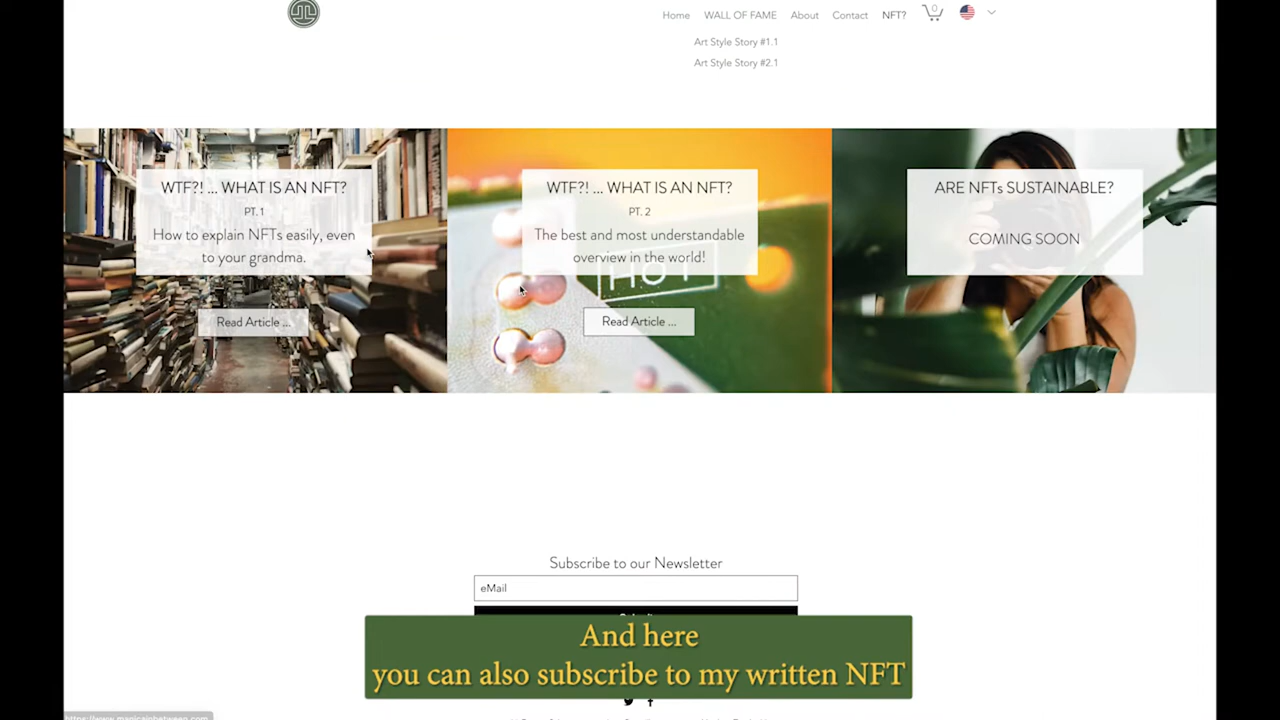 Home WALL OF FAME About Contact NFT? 0
Art Style Story #1.1
Art Style Story #2.1
WTF?! ... WHAT IS AN NFT?
PT. 1
How to explain NFTs easily, even
to your grandma.
Read Article ...
WTF?! ... WHAT IS AN NFT?
PT. 2
The best and most understandable
overview in the world!
HOT
Read Article ...
ARE NFTs SUSTAINABLE?
COMING SOON
Subscribe to our Newsletter
eMail
And here
you can also subscribe to my written NFT